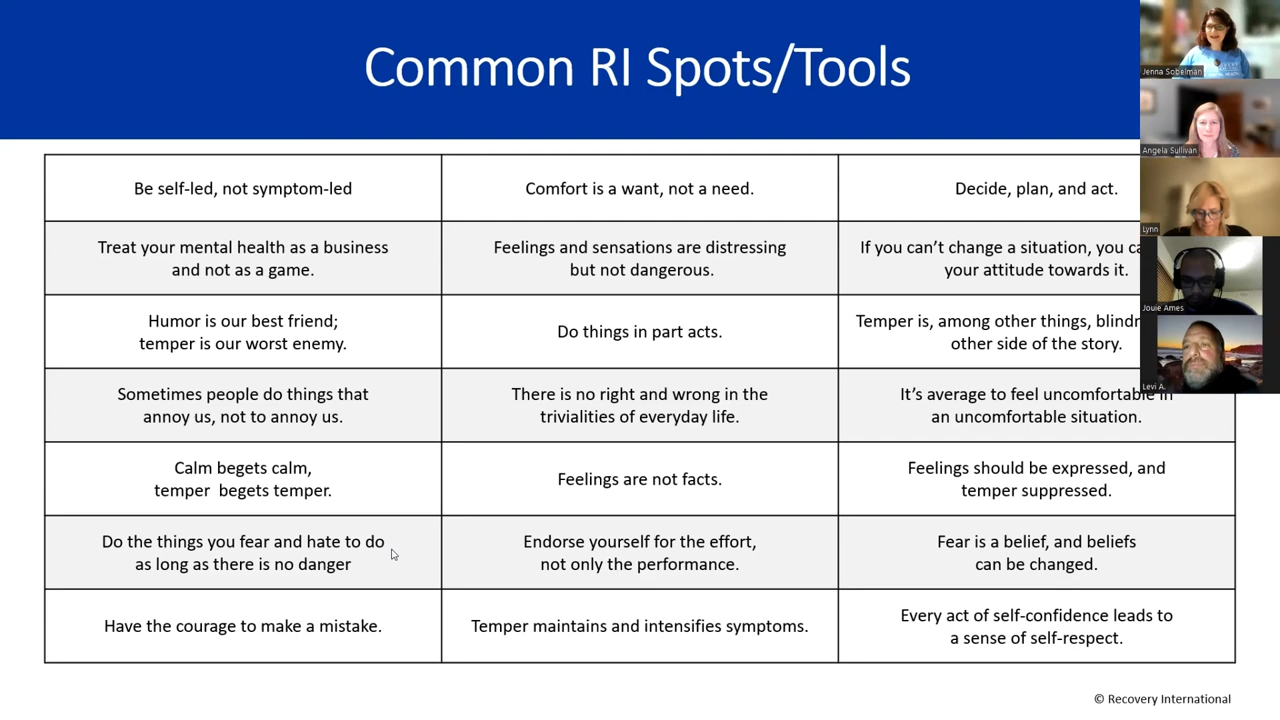 Common RI Spots/Tools
Jenna Sobelman
Angela Sullivan
Lynn
Jouie Ames
Levi A.
Be self-led, not symptom-led
Comfort is a want, not a need.
Decide, plan, and act.
Treat your mental health as a business
and not as a game.
Feelings and sensations are distressing
but not dangerous.
If you can’t change a situation, you
your attitude towards it.
Humor is our best friend;
temper is our worst enemy.
Do things in part acts.
Temper is, among other things,
other side of the story.
Sometimes people do things that
annoy us, not to annoy us.
There is no right and wrong in the
trivialities of everyday life.
It’s average to feel uncomfortable in
an uncomfortable situation.
Calm begets calm,
temper begets temper.
Feelings are not facts.
Feelings should be expressed, and
temper suppressed.
Do the things you fear and hate to do
as long as there is no danger
Endorse yourself for the effort,
not only the performance.
Fear is a belief, and beliefs
can be changed.
Have the courage to make a mistake.
Temper maintains and intensifies symptoms.
Every act of self-confidence leads to
a sense of self-respect.
© Recovery International